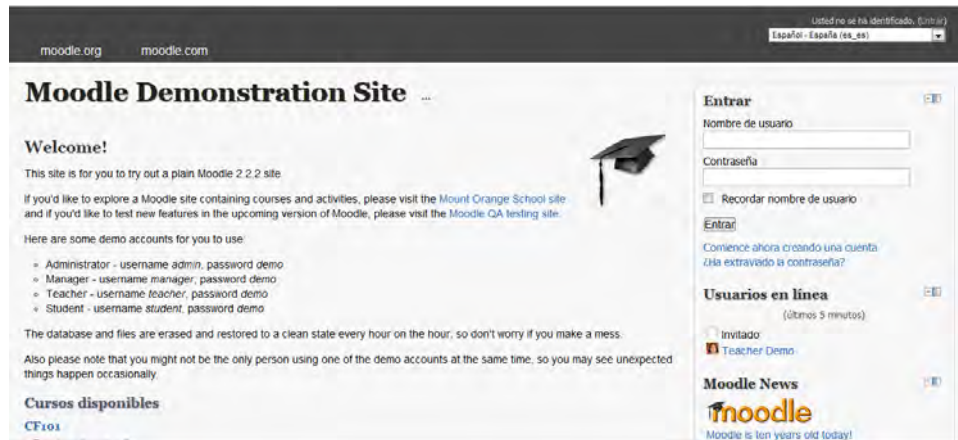 Usted no se ha identificado. (Entrar)
Español - España (es_es)
moodle.org moodle.com
Moodle Demonstration Site ...
Welcome!
This site is for you to try out a plain Moodle 2.2.2 site.
If you'd like to explore a Moodle site containing courses and activities, please visit the Mount Orange School site
and if you'd like to test new features in the upcoming version of Moodle, please visit the Moodle QA testing site.
Here are some demo accounts for you to use:
Administrator - username admin, password demo
Manager - username manager, password demo
Teacher - username teacher, password demo
Student - username student, password demo
The database and files are erased and restored to a clean state every hour on the hour, so don't worry if you make a mess.
Also please note that you might not be the only person using one of the demo accounts at the same time, so you may see unexpected
things happen occasionally.
Cursos disponibles
CF101
Entrar
Nombre de usuario
Contraseña
Recordar nombre de usuario
Entrar
Comience ahora creando una cuenta
¿Ha extraviado la contraseña?
Usuarios en línea
(últimos 5 minutos)
Invitado
Teacher Demo
Moodle News
moodle
Moodle is ten years old today!